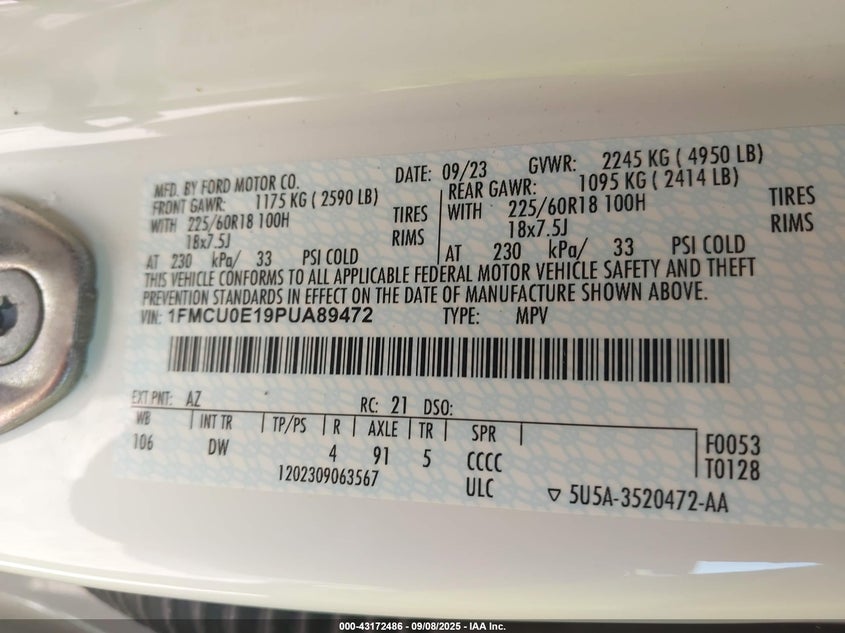 MFD. BY FORD MOTOR CO. DATE: 09/23 GVWR: 2245 KG ( 4950 LB)
FRONT GAWR: 1175 KG ( 2590 LB) REAR GAWR: 1095 KG ( 2414 LB)
WITH 225/60R18 100H TIRES WITH 225/60R18 100H TIRES
18x7.5J RIMS 18x7.5J RIMS
AT 230 kPa/ 33 PSI COLD AT 230 kPa/ 33 PSI COLD
THIS VEHICLE CONFORMS TO ALL APPLICABLE FEDERAL MOTOR VEHICLE SAFETY AND THEFT
PREVENTION STANDARDS IN EFFECT ON THE DATE OF MANUFACTURE SHOWN ABOVE.
VIN: 1FMCU0E19PUA89472 TYPE: MPV
EXT PNT: AZ RC: 21 DSO:
WB INT TR TP/PS R AXLE TR SPR F0053
106 DW 4 91 5 CCCC T0128
1202309063567 ULC ▽ 5U5A-3520472-AA
000-43172486 - 09/08/2025 - IAA Inc.